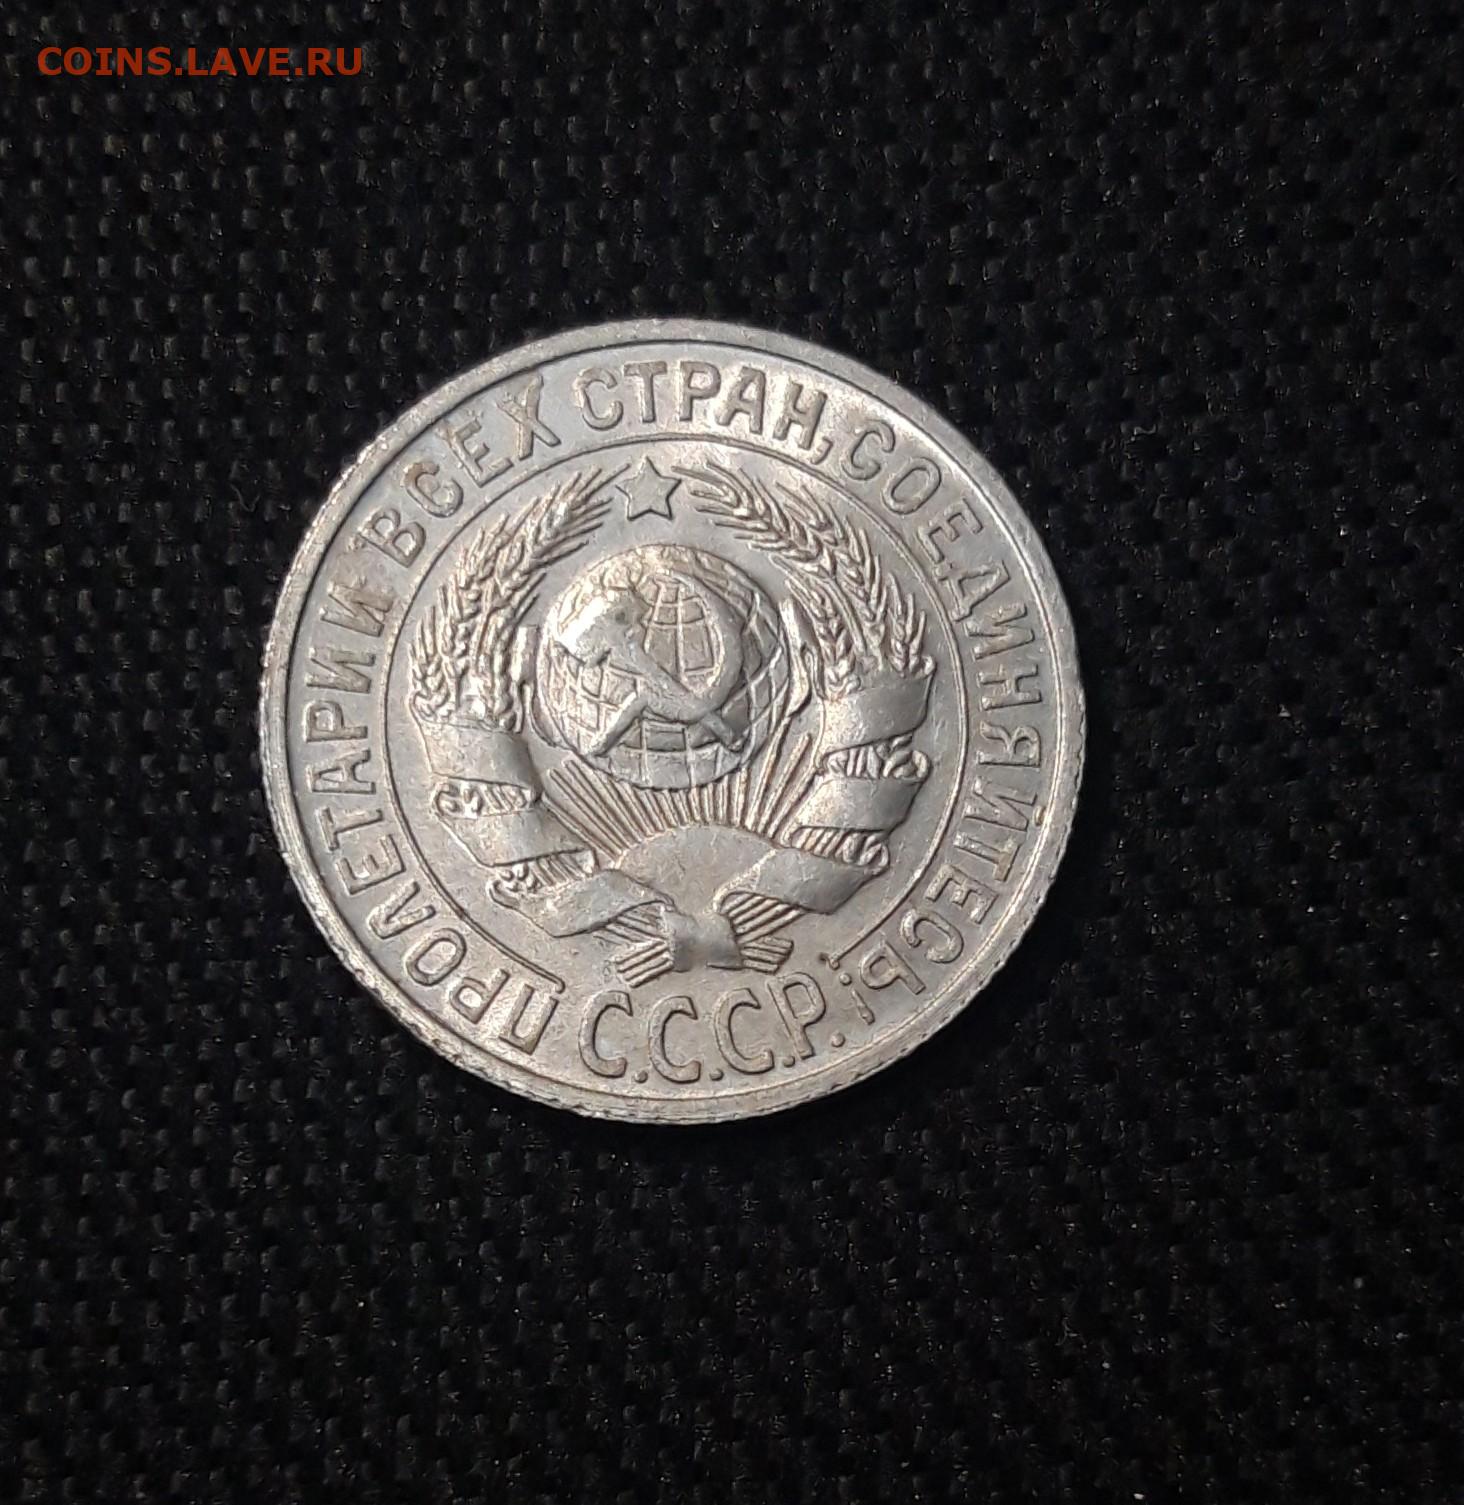 COINS.LAVE.RU
ПРОЛЕТАРИИ ВСЕХ СТРАН, СОЕДИНЯЙТЕСЬ!
С.С.С.Р.